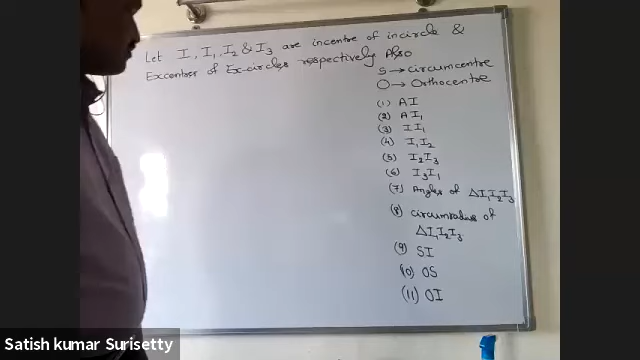 Let I, I₁, I₂ & I₃ are incentre of incircle &
Excentres of Ex-circles respectively Also
S → circumcentre
O → Orthocentre
(1) AI
(2) AI₁
(3) II₁
(4) I₁I₂
(5) I₂I₃
(6) I₃I₁
(7) Angles of ΔI₁I₂I₃
(8) circumradius of
ΔI₁I₂I₃
(9) SI
(10) OS
(11) OI
Satish kumar Surisetty